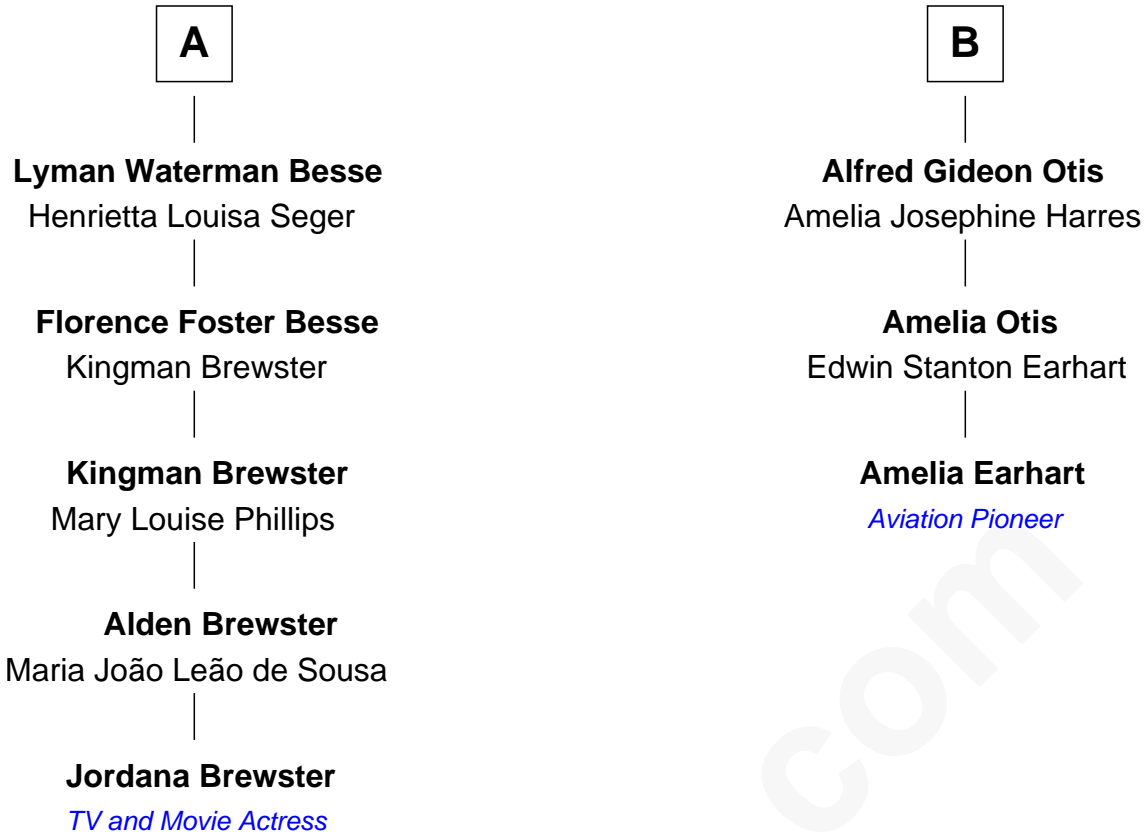 A
Lyman Waterman Besse
Henrietta Louisa Seger
Florence Foster Besse
Kingman Brewster
Kingman Brewster
Mary Louise Phillips
Alden Brewster
Maria João Leão de Sousa
Jordana Brewster
TV and Movie Actress
B
Alfred Gideon Otis
Amelia Josephine Harres
Amelia Otis
Edwin Stanton Earhart
Amelia Earhart
Aviation Pioneer
com